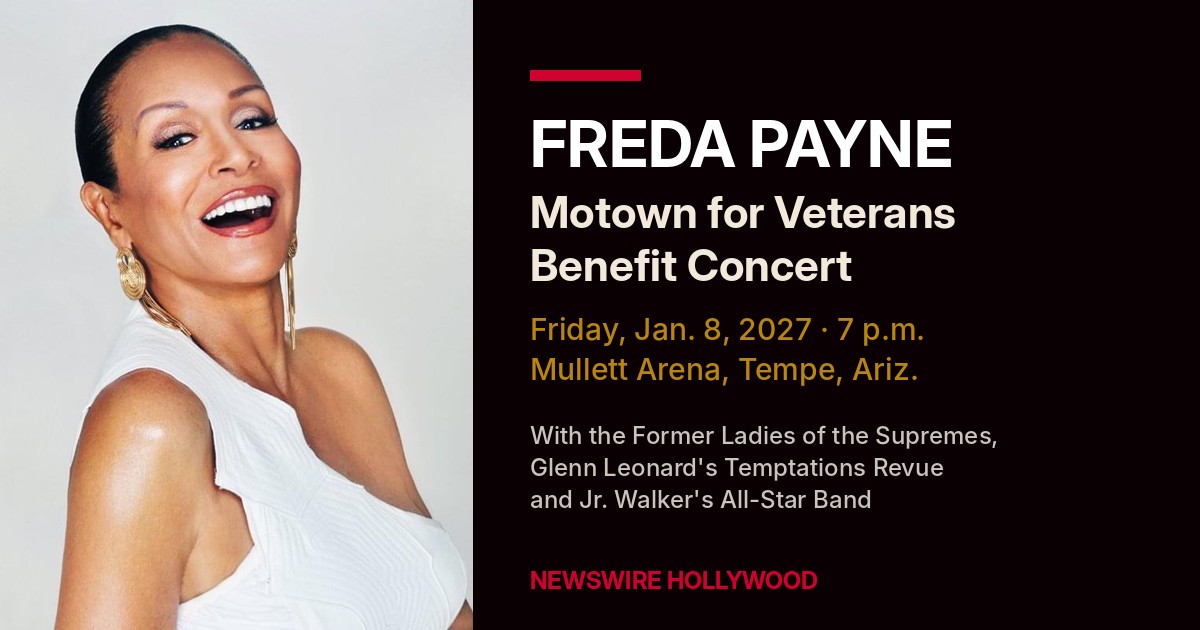 FREDA PAYNE
Motown for Veterans
Benefit Concert
Friday, Jan. 8, 2027 · 7 p.m.
Mullett Arena, Tempe, Ariz.
With the Former Ladies of the Supremes,
Glenn Leonard's Temptations Revue
and Jr. Walker's All-Star Band
NEWSWIRE HOLLYWOOD